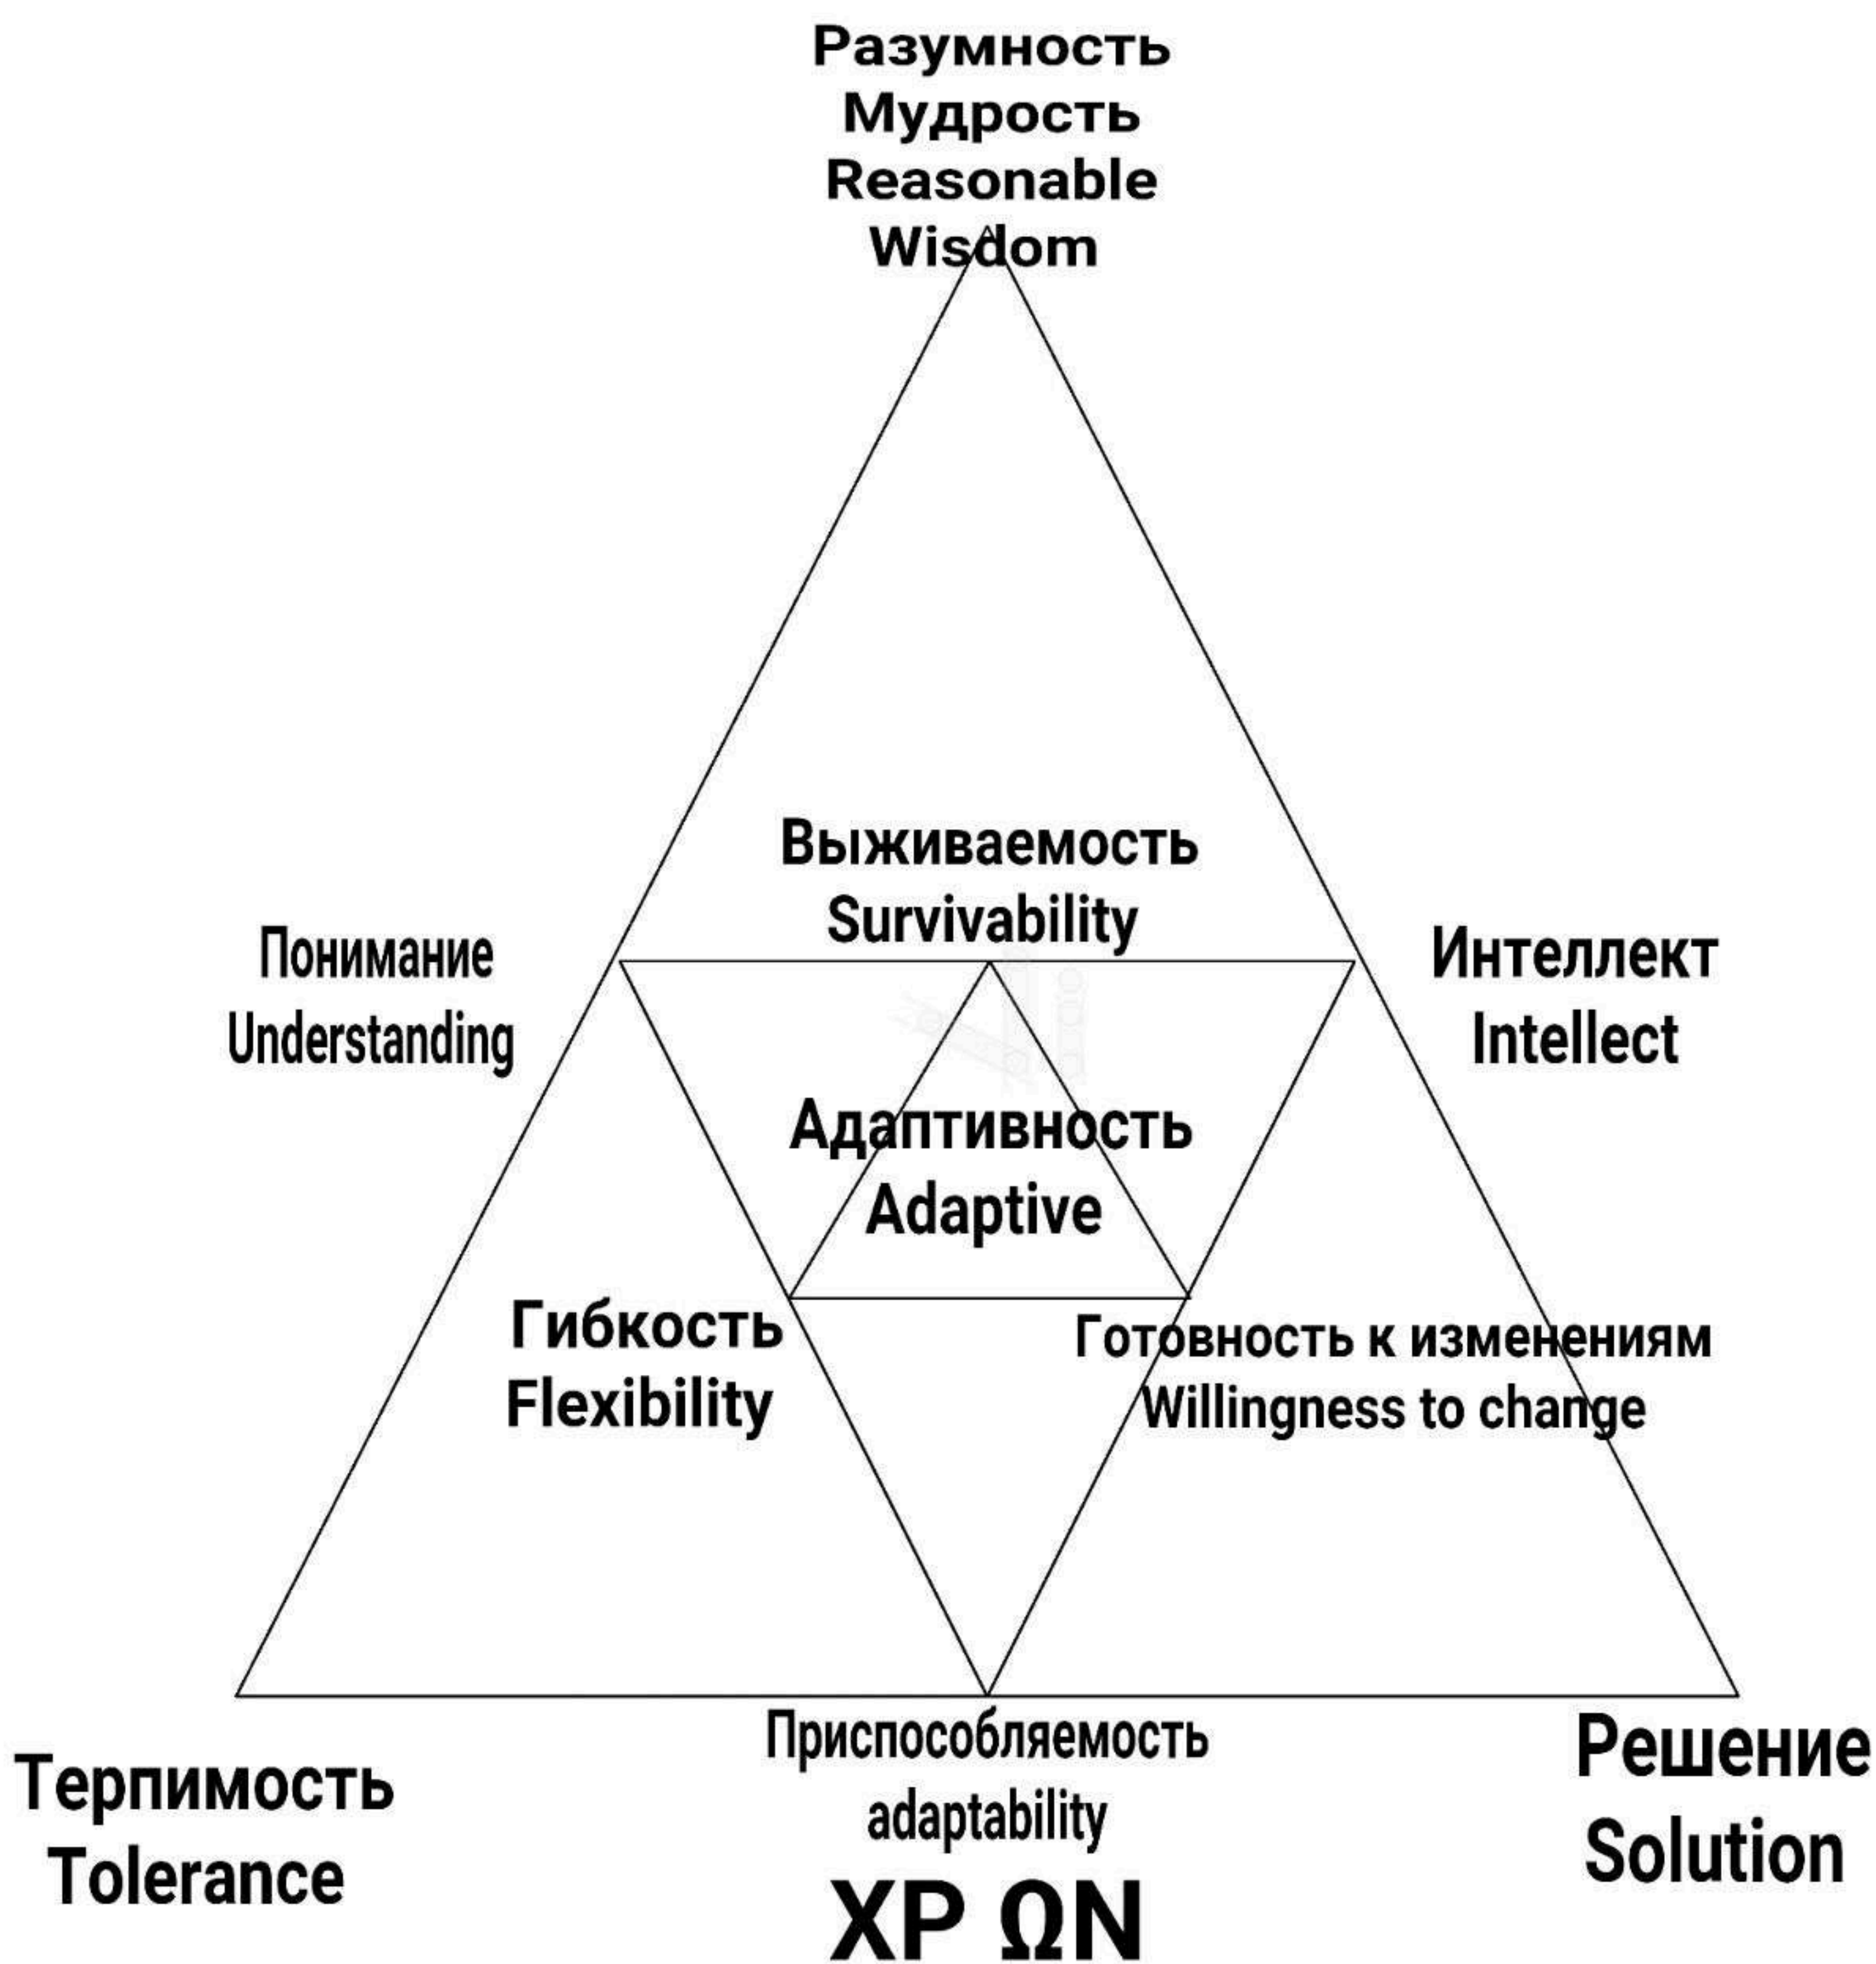 Разумность
Мудрость
Reasonable
Wisdom
Выживаемость
Survivability
Понимание
Understanding
Интеллект
Intellect
Адаптивность
Adaptive
Гибкость
Flexibility
Готовность к изменениям
Willingness to change
Терпимость
Tolerance
Приспособляемость
adaptability
Решение
Solution
ΧΡ ΩΝ